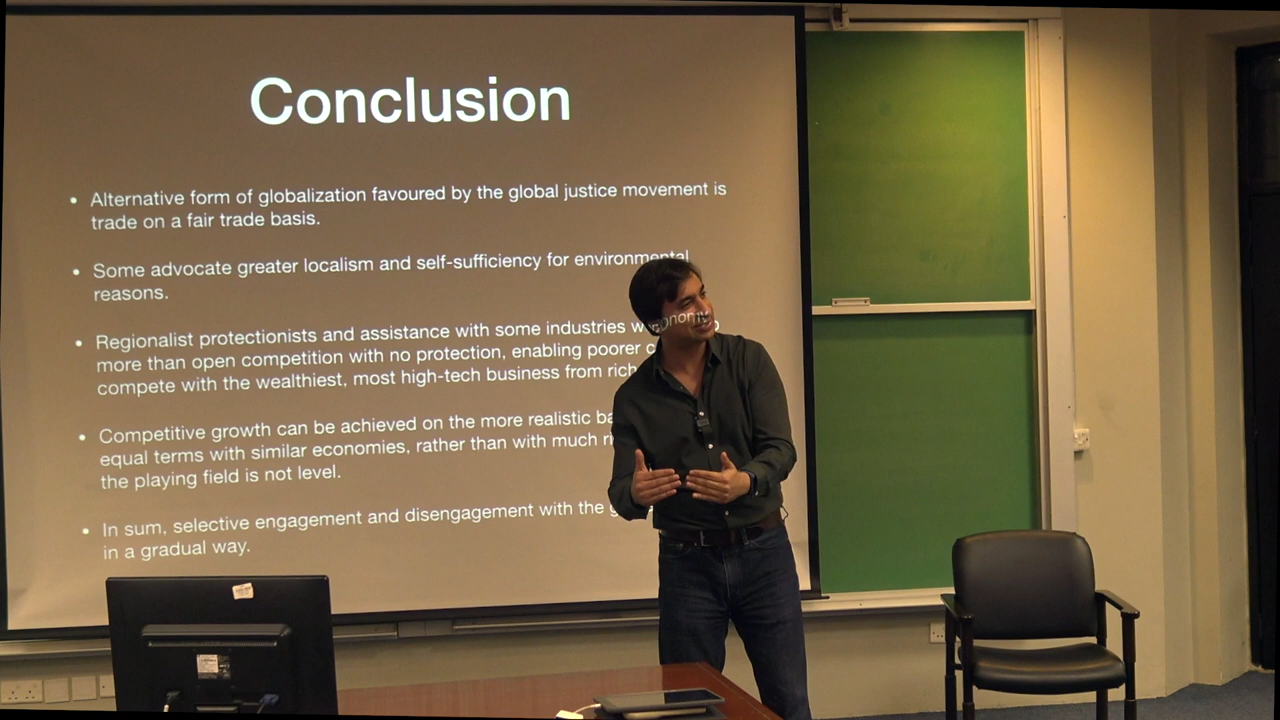 Conclusion
• Alternative form of globalization favoured by the global justice movement is
trade on a fair trade basis.
• Some advocate greater localism and self-sufficiency for environmental
reasons.
• Regionalist protectionists and assistance with some industries
more than open competition with no protection, enabling poorer
compete with the wealthiest, most high-tech business from rich
• Competitive growth can be achieved on the more realistic
equal terms with similar economies, rather than with much
the playing field is not level.
• In sum, selective engagement and disengagement with the
in a gradual way.